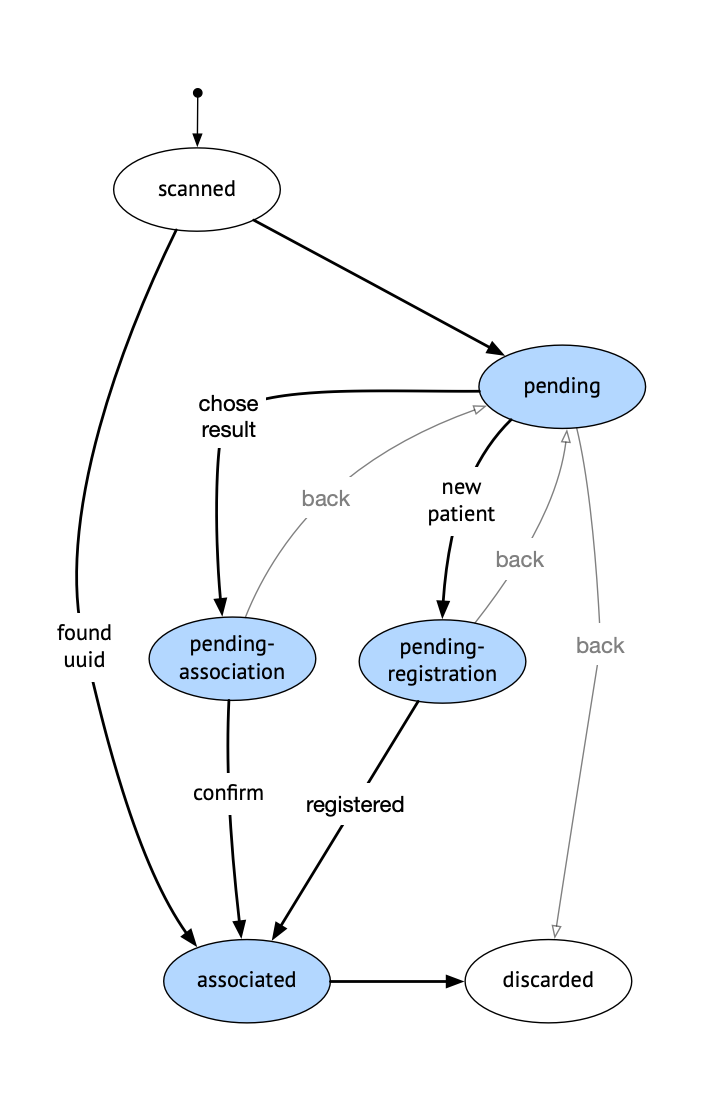 scanned
pending
chose
result
new
patient
back
back
found
uuid
pending-
association
pending-
registration
back
confirm
registered
associated
discarded